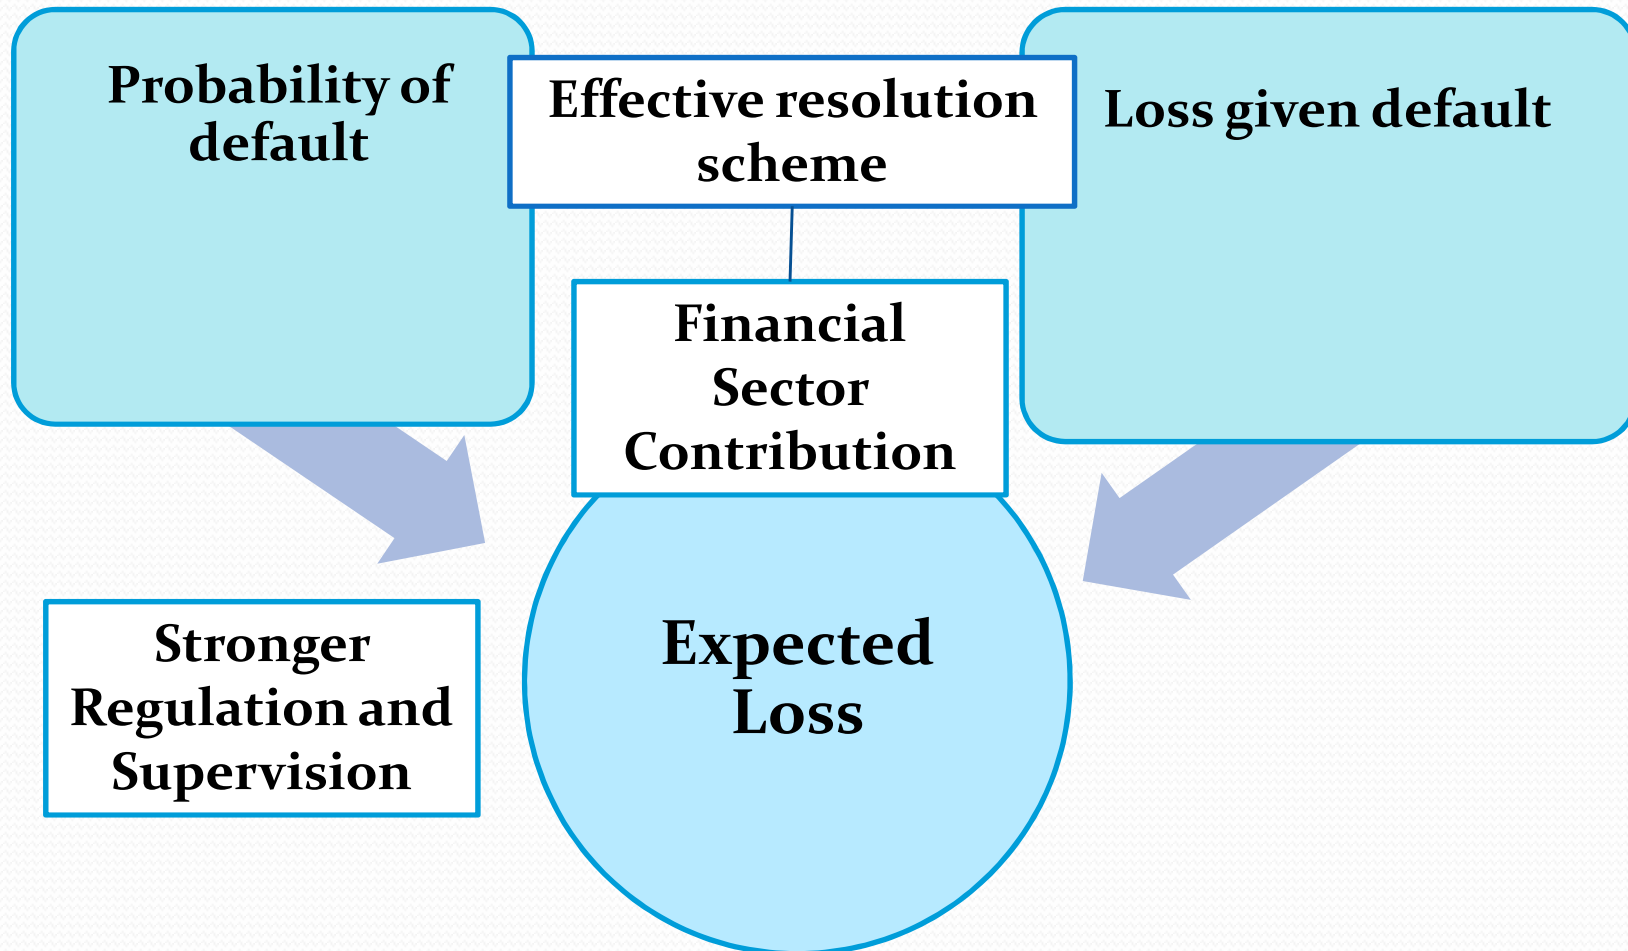 Probability of
default
Effective resolution
scheme
Loss given default
Financial
Sector
Contribution
Stronger
Regulation and
Supervision
Expected
Loss